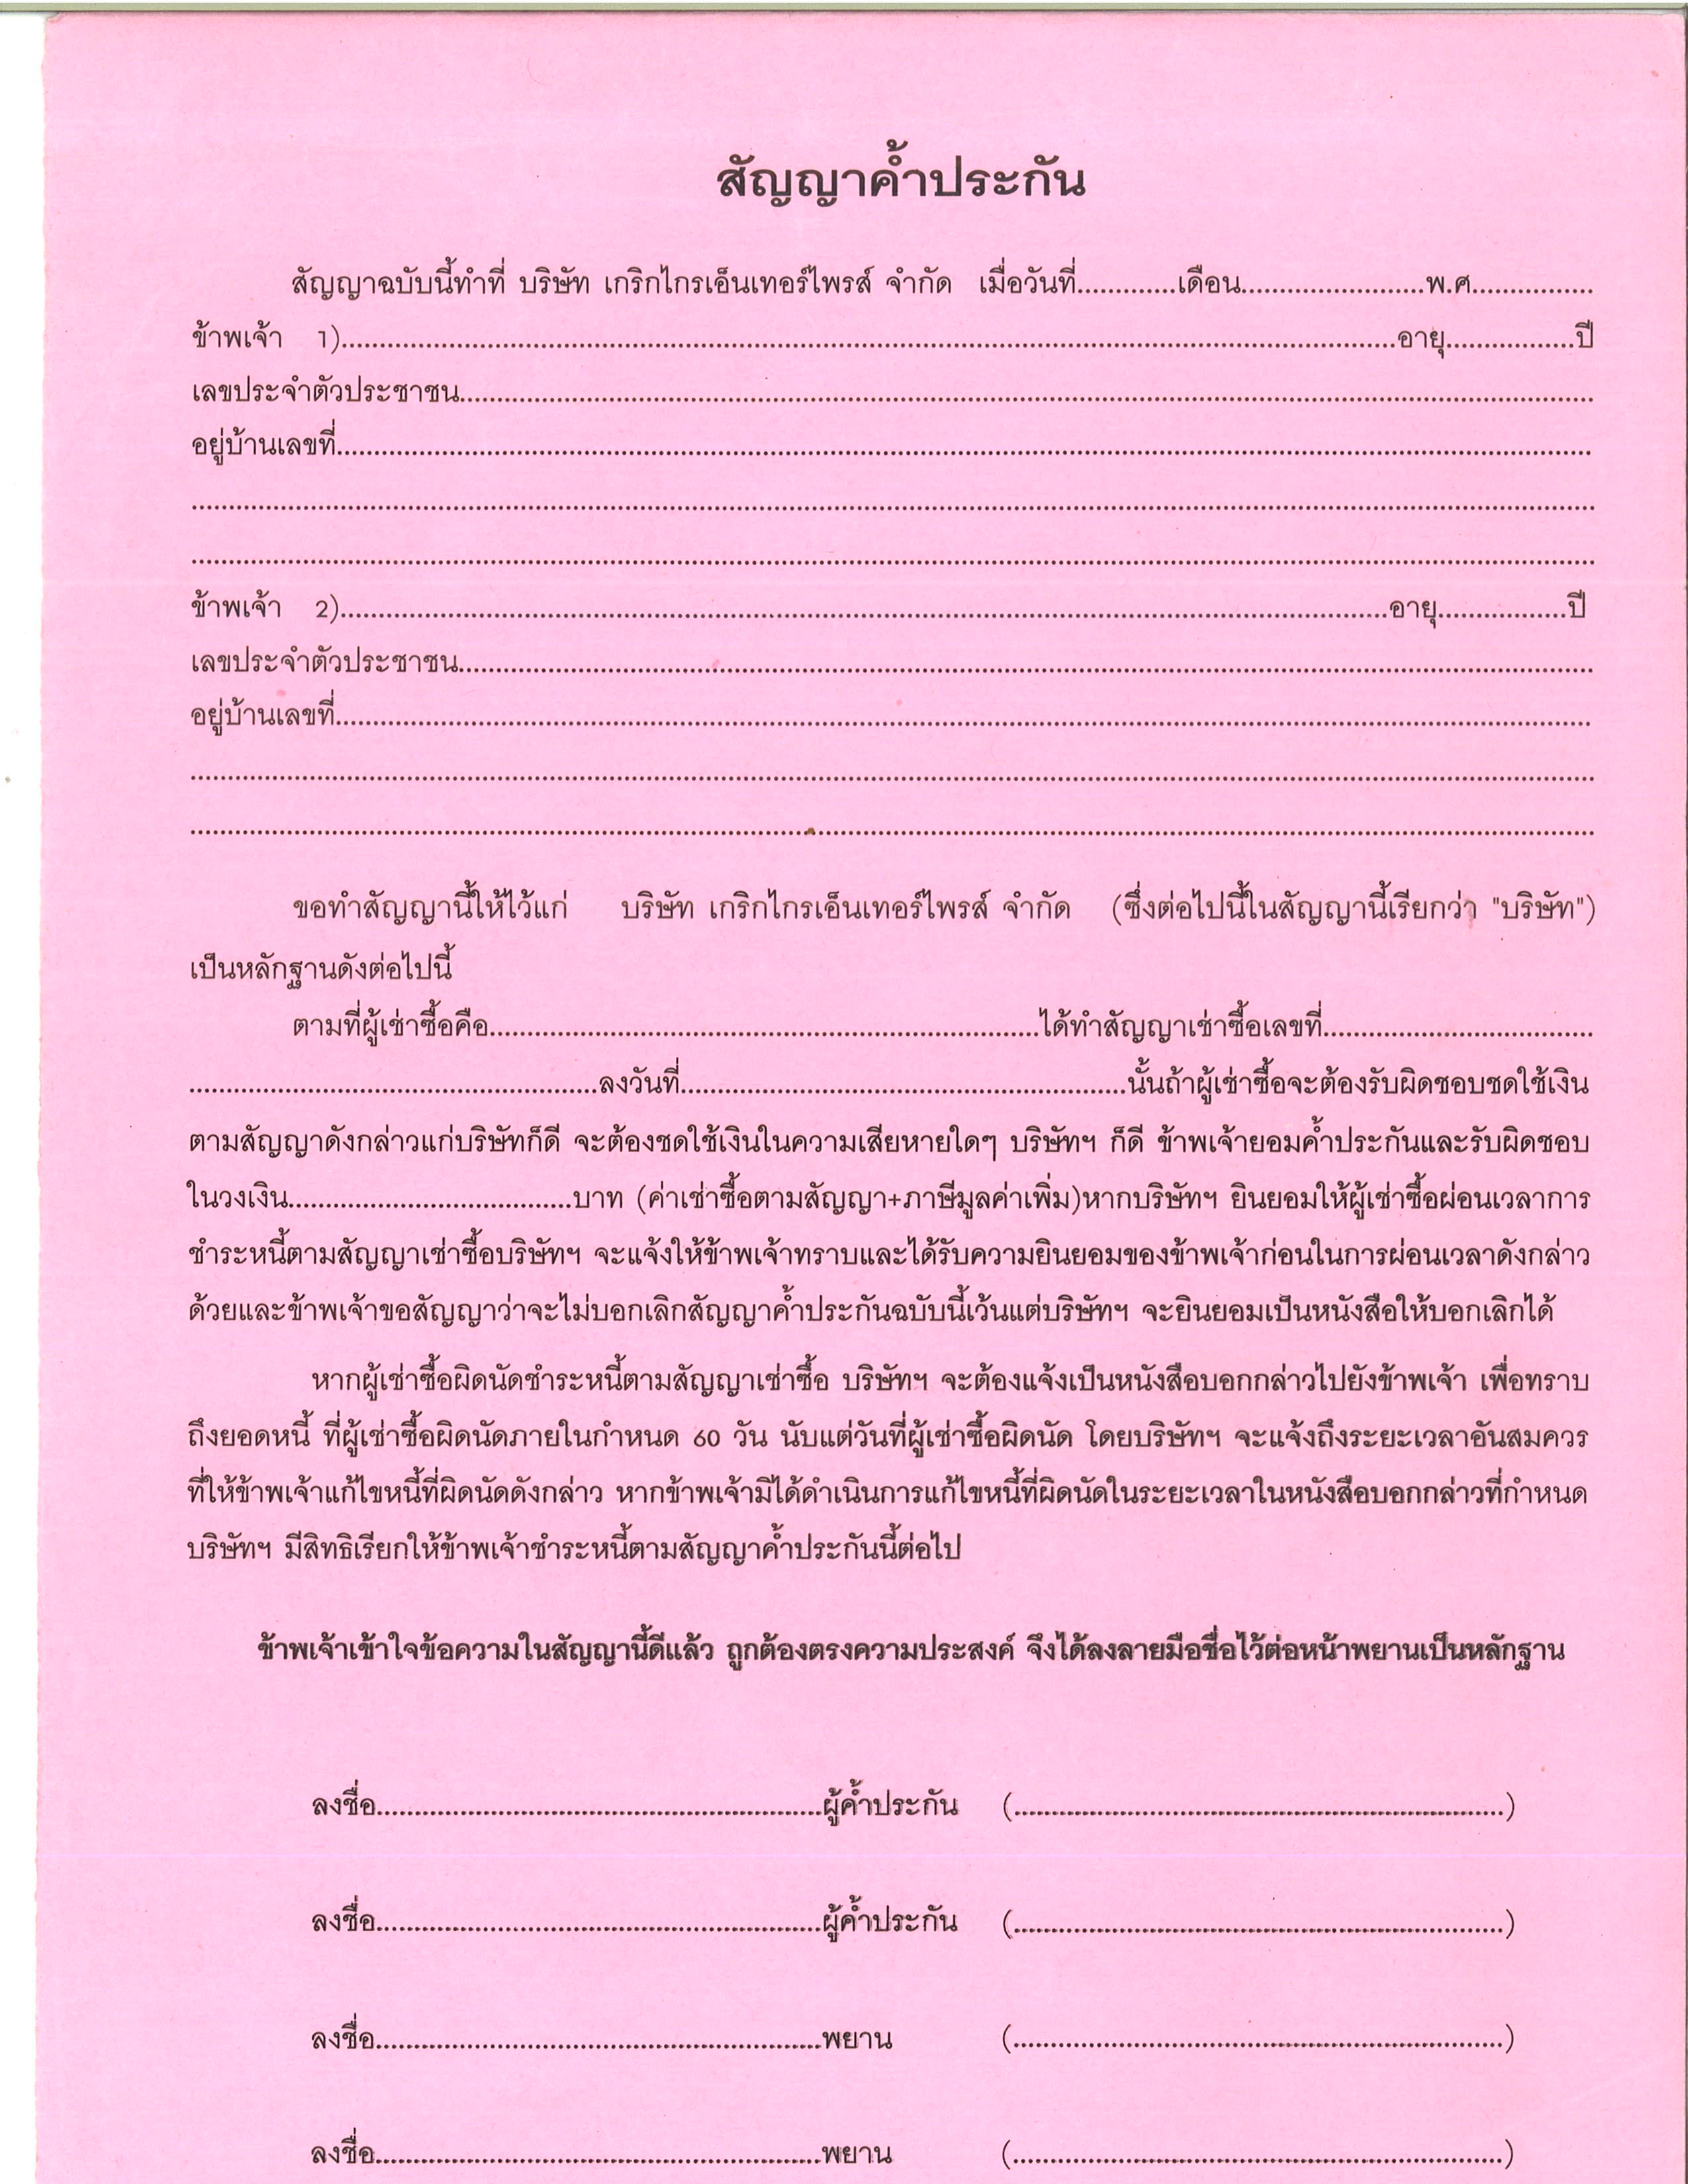 สัญญาค้ำประกัน
สัญญาฉบับนี้ทำที่ บริษัท เกริกไกรเอ็นเทอร์ไพรส์ จำกัด เมื่อวันที่.............เดือน........................พ.ศ................
ข้าพเจ้า 1)..........................................................................................อายุ.................ปี
เลขประจำตัวประชาชน....................................................................................................
อยู่บ้านเลขที่....................................................................................................
....................................................................................................
....................................................................................................
ข้าพเจ้า 2)..........................................................................................อายุ.................ปี
เลขประจำตัวประชาชน....................................................................................................
อยู่บ้านเลขที่....................................................................................................
....................................................................................................
....................................................................................................
ขอทำสัญญานี้ให้ไว้แก่ บริษัท เกริกไกรเอ็นเทอร์ไพรส์ จำกัด (ซึ่งต่อไปนี้ในสัญญานี้เรียกว่า "บริษัท")
เป็นหลักฐานดังต่อไปนี้
ตามที่ผู้เช่าซื้อคือ..........................................................ได้ทำสัญญาเช่าซื้อเลขที่....................................
......................................................ลงวันที่..........................................................นั้นถ้าผู้เช่าซื้อจะต้องรับผิดชอบชดใช้เงิน
ตามสัญญาดังกล่าวแก่บริษัทก็ดี จะต้องชดใช้เงินในความเสียหายใดๆ บริษัทฯ ก็ดี ข้าพเจ้ายอมค้ำประกันและรับผิดชอบ
ในวงเงิน......................................บาท (ค่าเช่าซื้อตามสัญญา+ภาษีมูลค่าเพิ่ม)หากบริษัทฯ ยินยอมให้ผู้เช่าซื้อผ่อนเวลาการ
ชำระหนี้ตามสัญญาเช่าซื้อบริษัทฯ จะแจ้งให้ข้าพเจ้าทราบและได้รับความยินยอมของข้าพเจ้าก่อนในการผ่อนเวลาดังกล่าว
ด้วยและข้าพเจ้าขอสัญญาว่าจะไม่บอกเลิกสัญญาค้ำประกันฉบับนี้เว้นแต่บริษัทฯ จะยินยอมเป็นหนังสือให้บอกเลิกได้
หากผู้เช่าซื้อผิดนัดชำระหนี้ตามสัญญาเช่าซื้อ บริษัทฯ จะต้องแจ้งเป็นหนังสือบอกกล่าวไปยังข้าพเจ้า เพื่อทราบ
ถึงยอดหนี้ ที่ผู้เช่าซื้อผิดนัดภายในกำหนด 60 วัน นับแต่วันที่ผู้เช่าซื้อผิดนัด โดยบริษัทฯ จะแจ้งถึงระยะเวลาอันสมควร
ที่ให้ข้าพเจ้าแก้ไขหนี้ที่ผิดนัดดังกล่าว หากข้าพเจ้ามิได้ดำเนินการแก้ไขหนี้ที่ผิดนัดในระยะเวลาในหนังสือบอกกล่าวที่กำหนด
บริษัทฯ มีสิทธิเรียกให้ข้าพเจ้าชำระหนี้ตามสัญญาค้ำประกันนี้ต่อไป
ข้าพเจ้าเข้าใจข้อความในสัญญานี้ดีแล้ว ถูกต้องตรงความประสงค์ จึงได้ลงลายมือชื่อไว้ต่อหน้าพยานเป็นหลักฐาน
ลงชื่อ..........................................................ผู้ค้ำประกัน (................................................................)
ลงชื่อ..........................................................ผู้ค้ำประกัน (................................................................)
ลงชื่อ..........................................................พยาน (................................................................)
ลงชื่อ..........................................................พยาน (................................................................)